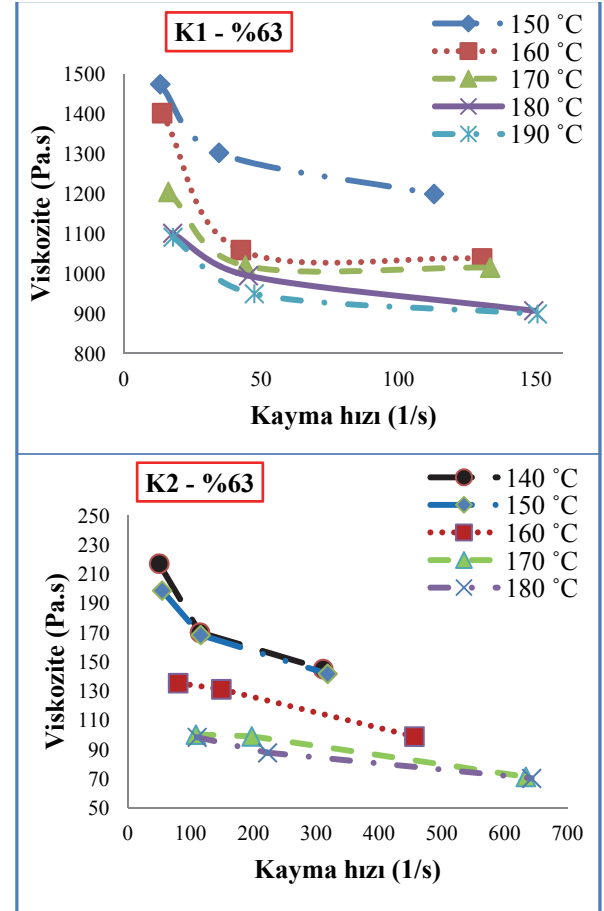 K1 - %63
150 ˚C
160 ˚C
170 ˚C
180 ˚C
190 ˚C
Viskozite (Pa.s)
1500
1400
1300
1200
1100
1000
900
800
0 50 100 150
Kayma hızı (1/s)
K2 - %63
140 ˚C
150 ˚C
160 ˚C
170 ˚C
180 ˚C
Viskozite (Pa.s)
250
230
210
190
170
150
130
110
90
70
50
0 100 200 300 400 500 600 700
Kayma hızı (1/s)